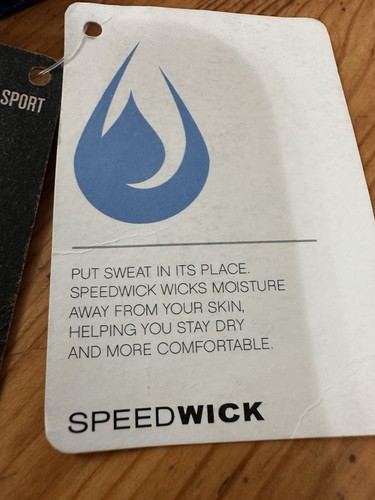 SPORT
PUT SWEAT IN ITS PLACE.
SPEEDWICK WICKS MOISTURE
AWAY FROM YOUR SKIN,
HELPING YOU STAY DRY
AND MORE COMFORTABLE.
SPEEDWICK